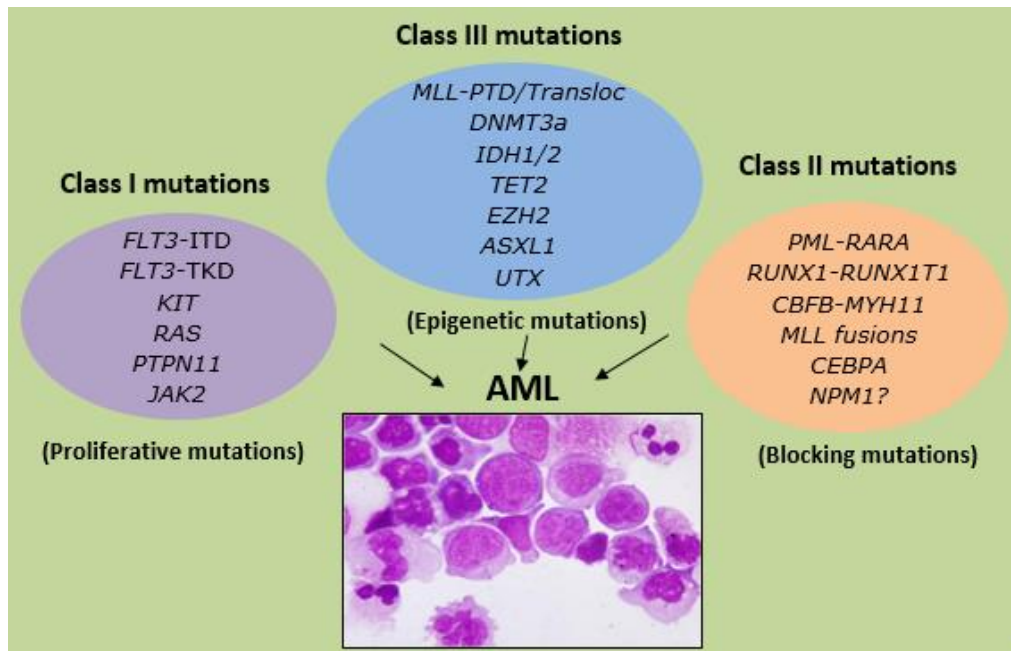 Class III mutations
MLL-PTD/Transloc
DNMT3a
IDH1/2
TET2
EZH2
ASXL1
UTX
(Epigenetic mutations)
Class I mutations
FLT3-ITD
FLT3-TKD
KIT
RAS
PTPN11
JAK2
(Proliferative mutations)
Class II mutations
PML-RARA
RUNX1-RUNX1T1
CBFB-MYH11
MLL fusions
CEBPA
NPM1?
(Blocking mutations)
AML